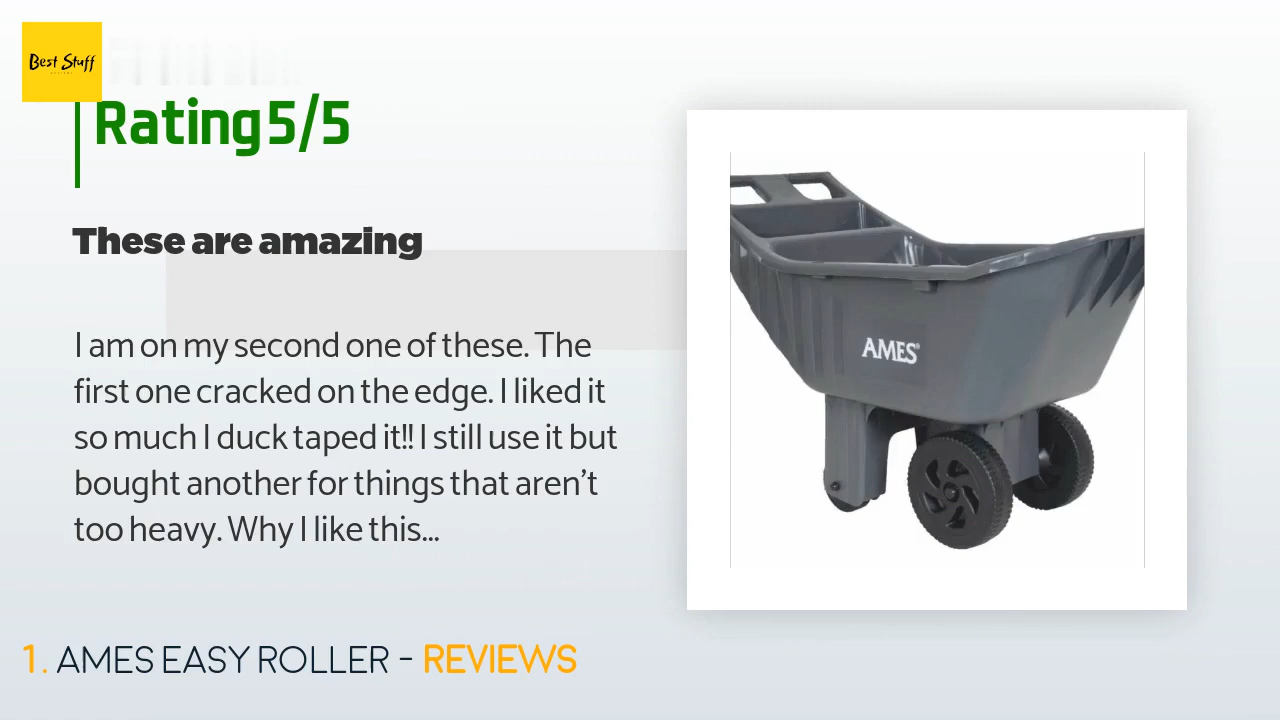 Best Stuff
Rating 5/5
These are amazing
I am on my second one of these. The
first one cracked on the edge. I liked it
so much I duck taped it!! I still use it but
bought another for things that aren't
too heavy. Why I like this...
AMES®
1. AMES EASY ROLLER - REVIEWS